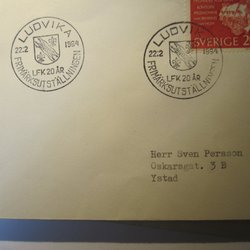 LUDVIKA
22.2 1964
LFK 20 ÅR
FRIMÄRKSUTSTÄLLNINGEN
LUDVIKA
22.2 1964
LFK 20 ÅR
FRIMÄRKSUTSTÄLLNINGEN
SVERIGE 2
Herr Sven Persson
Oskarsgat. 3 B
Ystad